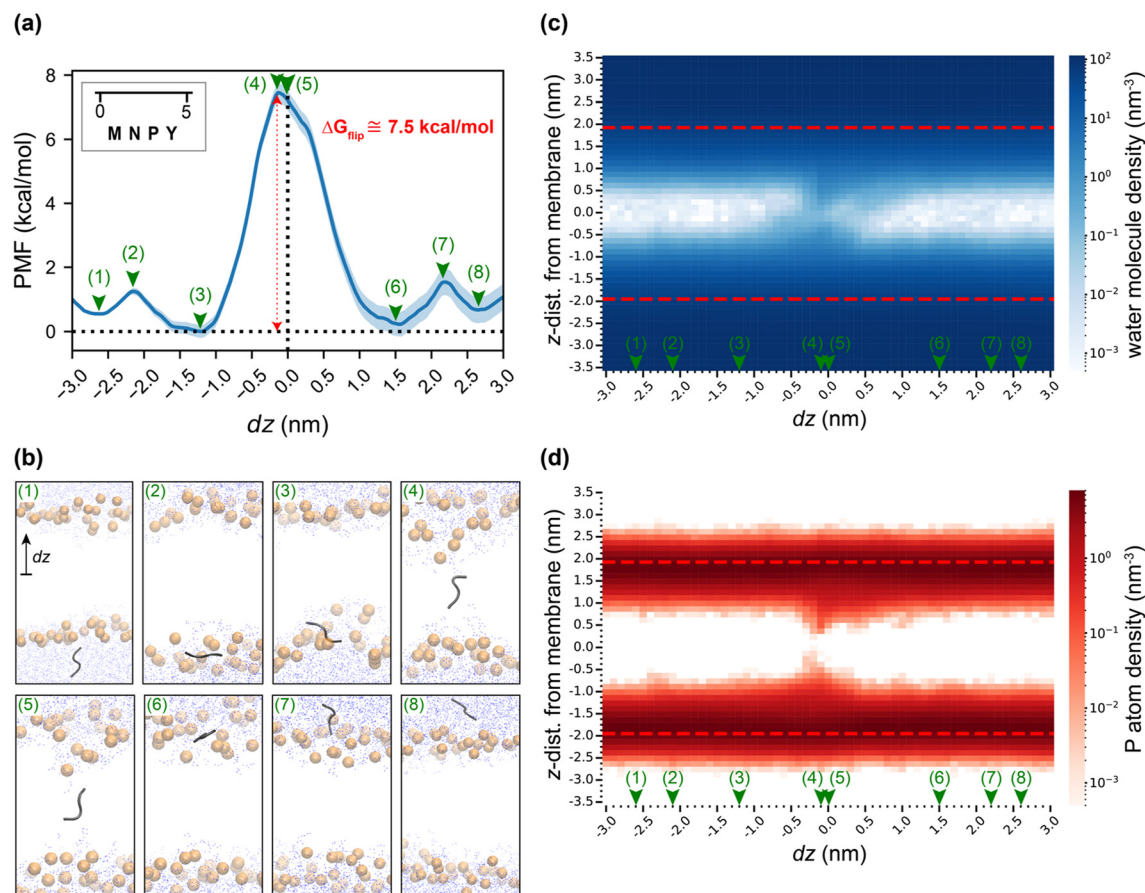 (a)
8
6
4
2
0
PMF (kcal/mol)
0 5
M N P Y
(1)
(2)
(3)
(4)
(5)
(6)
(7)
(8)
ΔG_flip ≅ 7.5 kcal/mol
-3.0 -2.5 -2.0 -1.5 -1.0 -0.5 0.0 0.5 1.0 1.5 2.0 2.5 3.0
dz (nm)
(b)
(1) (2) (3) (4)
dz
(5) (6) (7) (8)
(c)
z-dist. from membrane (nm)
3.5
3.0
2.5
2.0
1.5
1.0
0.5
0.0
-0.5
-1.0
-1.5
-2.0
-2.5
-3.0
-3.5
(1) (2) (3) (4) (5) (6) (7) (8)
-3.0 -2.5 -2.0 -1.5 -1.0 -0.5 0.0 0.5 1.0 1.5 2.0 2.5 3.0
dz (nm)
10²
10¹
10⁰
10⁻¹
10⁻²
10⁻³
water molecule density (nm⁻³)
(d)
z-dist. from membrane (nm)
3.5
3.0
2.5
2.0
1.5
1.0
0.5
0.0
-0.5
-1.0
-1.5
-2.0
-2.5
-3.0
-3.5
(1) (2) (3) (4) (5) (6) (7) (8)
-3.0 -2.5 -2.0 -1.5 -1.0 -0.5 0.0 0.5 1.0 1.5 2.0 2.5 3.0
dz (nm)
10⁰
10⁻¹
10⁻²
10⁻³
P atom density (nm⁻³)